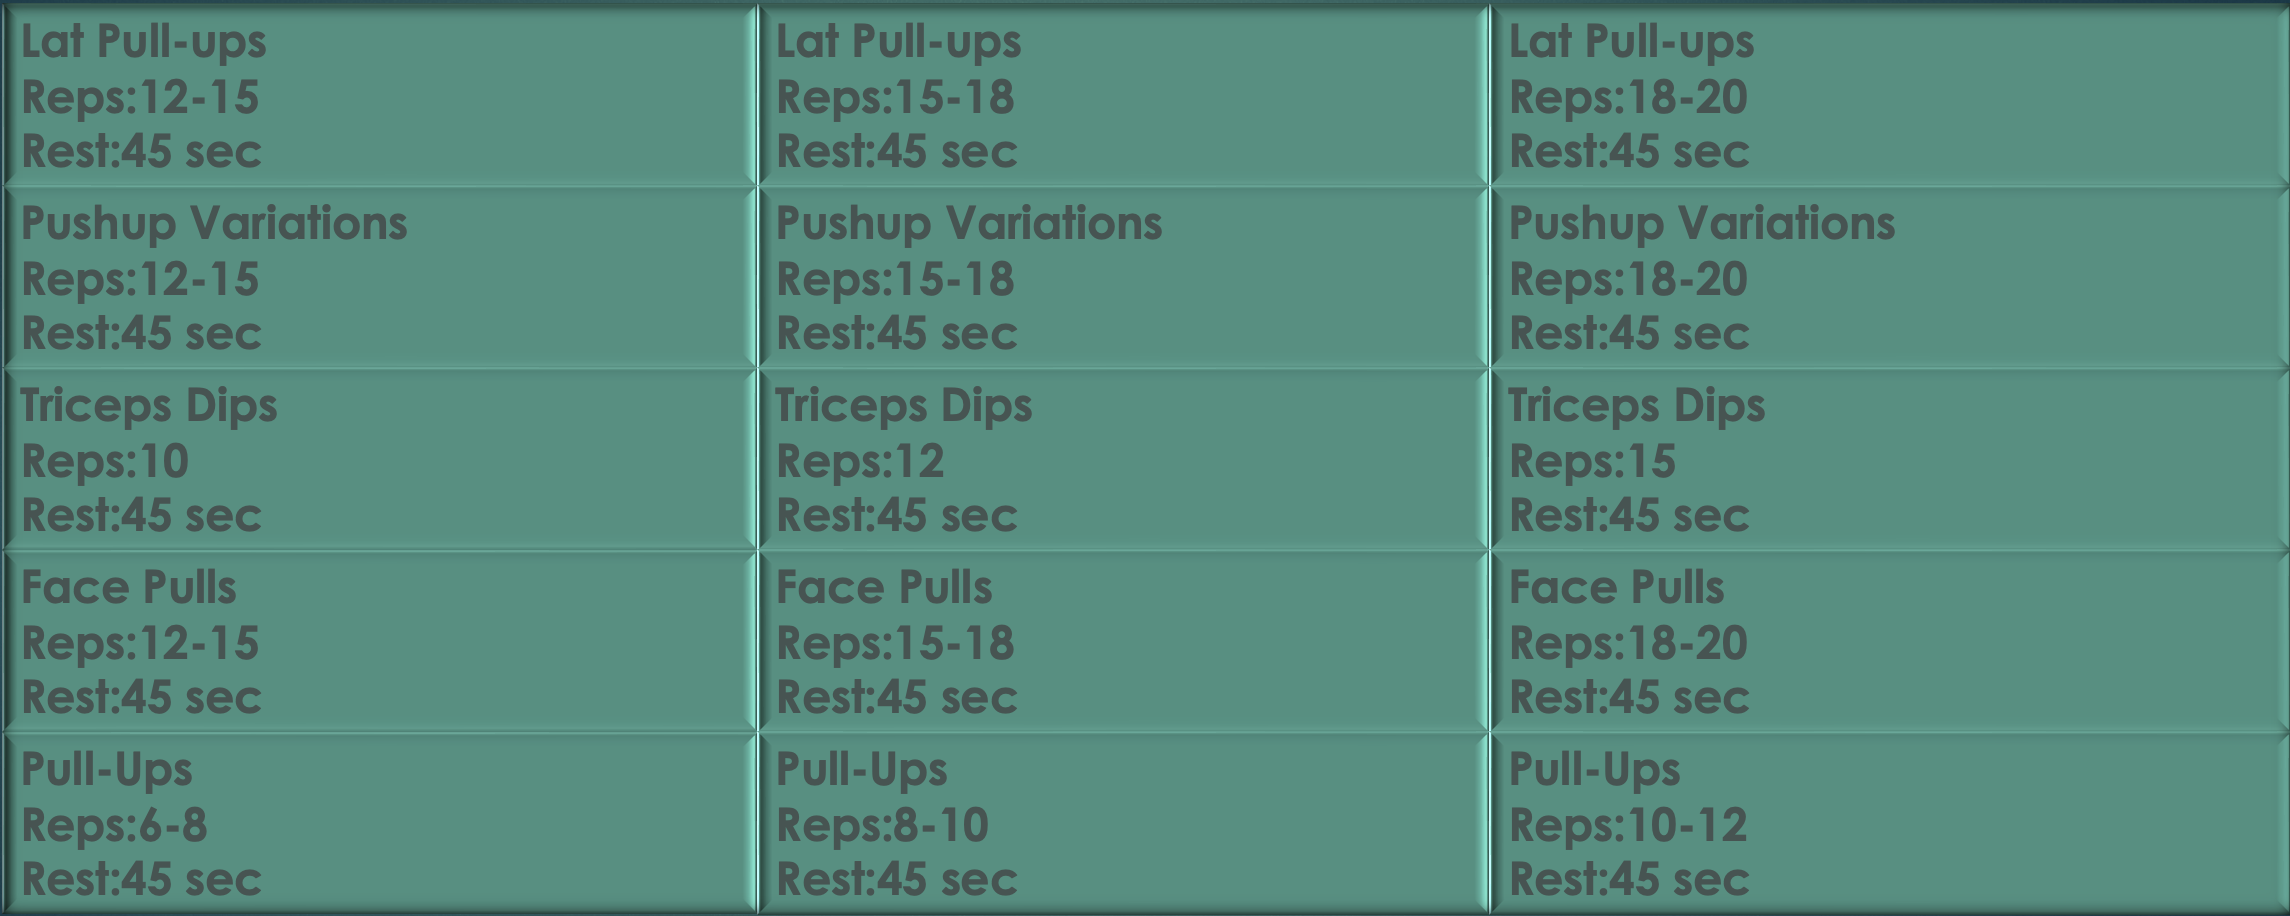 Lat Pull-ups
Reps:12-15
Rest:45 sec
Lat Pull-ups
Reps:15-18
Rest:45 sec
Lat Pull-ups
Reps:18-20
Rest:45 sec
Pushup Variations
Reps:12-15
Rest:45 sec
Pushup Variations
Reps:15-18
Rest:45 sec
Pushup Variations
Reps:18-20
Rest:45 sec
Triceps Dips
Reps:10
Rest:45 sec
Triceps Dips
Reps:12
Rest:45 sec
Triceps Dips
Reps:15
Rest:45 sec
Face Pulls
Reps:12-15
Rest:45 sec
Face Pulls
Reps:15-18
Rest:45 sec
Face Pulls
Reps:18-20
Rest:45 sec
Pull-Ups
Reps:6-8
Rest:45 sec
Pull-Ups
Reps:8-10
Rest:45 sec
Pull-Ups
Reps:10-12
Rest:45 sec